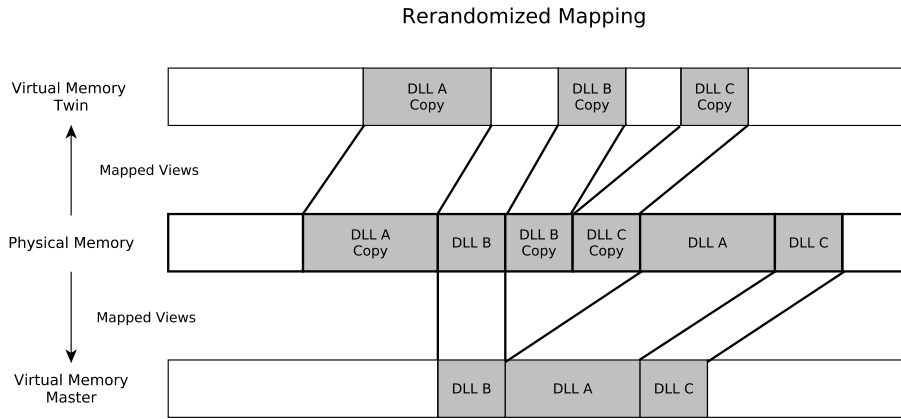 Rerandomized Mapping
Virtual Memory
Twin
DLL A
Copy
DLL B
Copy
DLL C
Copy
Mapped Views
Physical Memory
DLL A
Copy
DLL B
DLL B
Copy
DLL C
Copy
DLL A
DLL C
Mapped Views
Virtual Memory
Master
DLL B
DLL A
DLL C